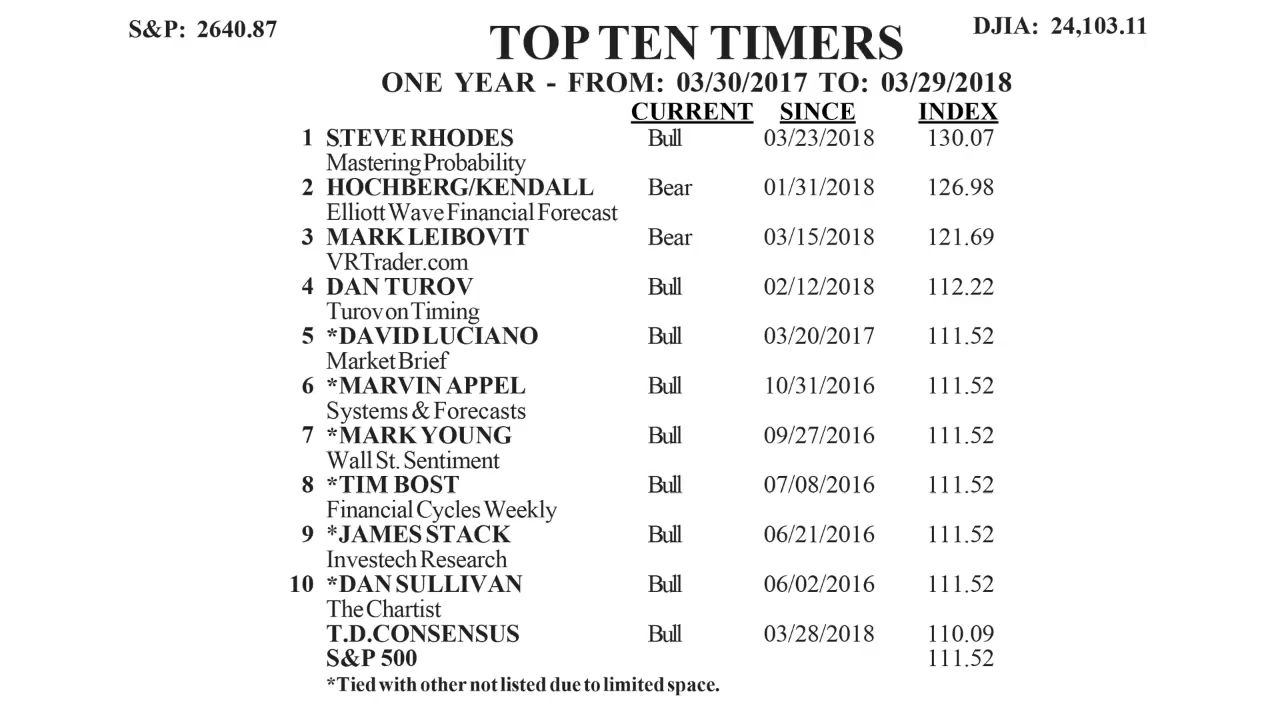 S&P: 2640.87
DJIA: 24,103.11
TOP TEN TIMERS
ONE YEAR - FROM: 03/30/2017 TO: 03/29/2018
CURRENT SINCE INDEX
1 STEVE RHODES Bull 03/23/2018 130.07
Mastering Probability
2 HOCHBERG/KENDALL Bear 01/31/2018 126.98
Elliott Wave Financial Forecast
3 MARK LEIBOVIT Bear 03/15/2018 121.69
VRTrader.com
4 DAN TUROV Bull 02/12/2018 112.22
Turov on Timing
5 *DAVID LUCIANO Bull 03/20/2017 111.52
Market Brief
6 *MARVIN APPEL Bull 10/31/2016 111.52
Systems & Forecasts
7 *MARK YOUNG Bull 09/27/2016 111.52
Wall St. Sentiment
8 *TIM BOST Bull 07/08/2016 111.52
Financial Cycles Weekly
9 *JAMES STACK Bull 06/21/2016 111.52
Investech Research
10 *DAN SULLIVAN Bull 06/02/2016 111.52
The Chartist
T.D.CONSENSUS Bull 03/28/2018 110.09
S&P 500 111.52
*Tied with other not listed due to limited space.